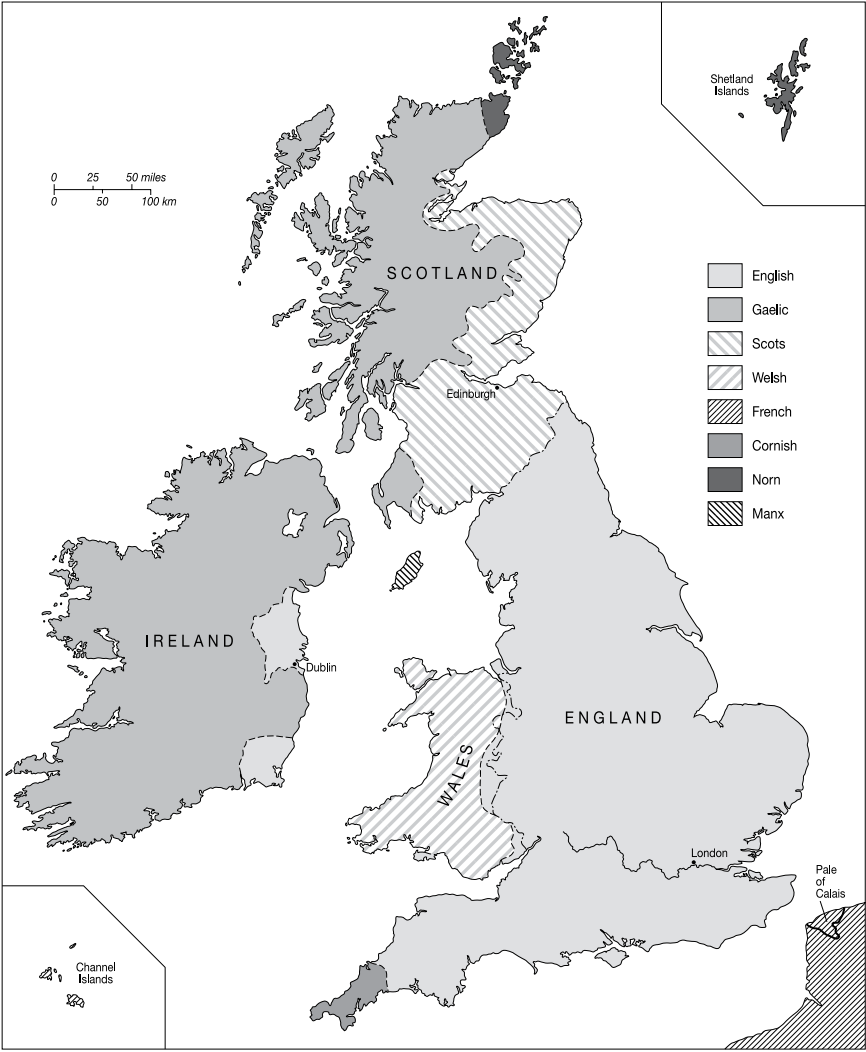 Shetland
Islands
0 25 50 miles
0 50 100 km
SCOTLAND
English
Gaelic
Scots
Welsh
French
Cornish
Norn
Manx
Edinburgh
IRELAND
Dublin
ENGLAND
WALES
London
Pale
of
Calais
Channel
Islands